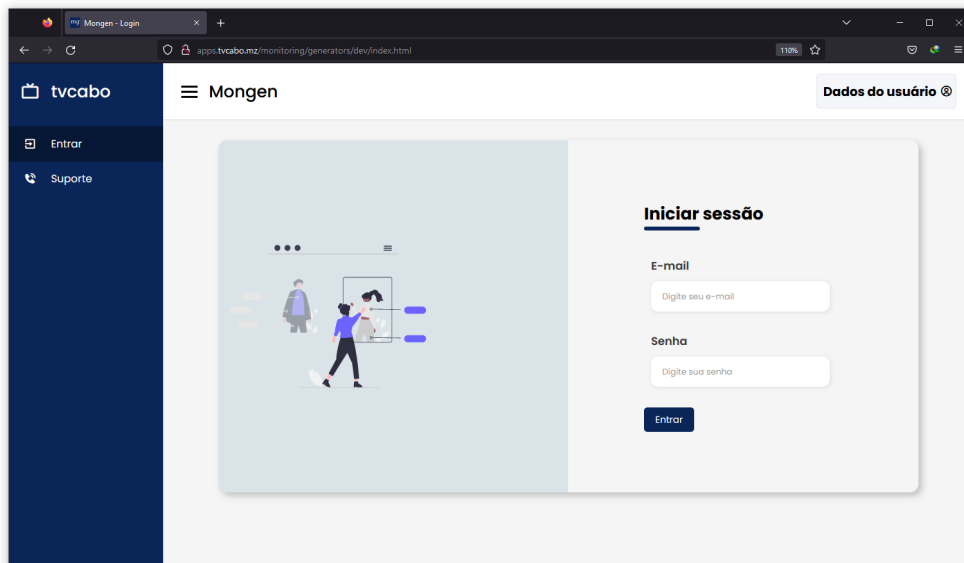 mg Mongen - Login
apps.tvcabo.mz/monitoring/generators/dev/index.html
110%
tvcabo
Mongen
Dados do usuário
Entrar
Suporte
Iniciar sessão
E-mail
Digite seu e-mail
Senha
Digite sua senha
Entrar